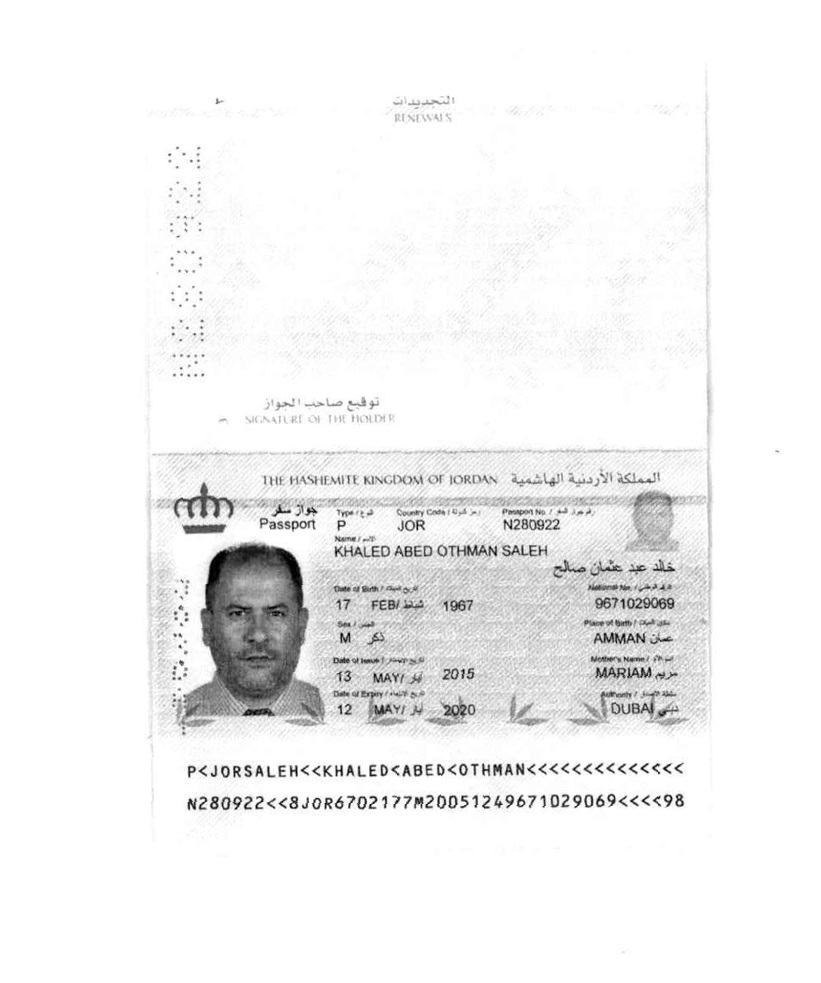 التجديدات
RENEWALS
N280922
توقيع صاحب الجواز
SIGNATURE OF THE HOLDER
THE HASHEMITE KINGDOM OF JORDAN المملكة الأردنية الهاشمية
جواز سفر
Passport
Type / النوع Country Code / رمز الدولة Passport No. / رقم جواز السفر
P JOR N280922
Name / الاسم
KHALED ABED OTHMAN SALEH
خالد عبد عثمان صالح
Date of Birth / تاريخ الميلاد National No. / الرقم الوطني
17 FEB/ شباط 1967 9671029069
Sex / الجنس Place of Birth / مكان الميلاد
M ذكر AMMAN عمان
Date of Issue / تاريخ الاصدار Mother's Name / اسم الأم
13 MAY/ أيار 2015 MARIAM مريم
Date of Expiry / تاريخ الانتهاء Authority / سلطة الاصدار
12 MAY/ أيار 2020 DUBAI دبي
P<JORSALEH<<KHALED<ABED<OTHMAN<<<<<<<<<<<<<<
N280922<<8JOR6702177M20051249671029069<<<<98